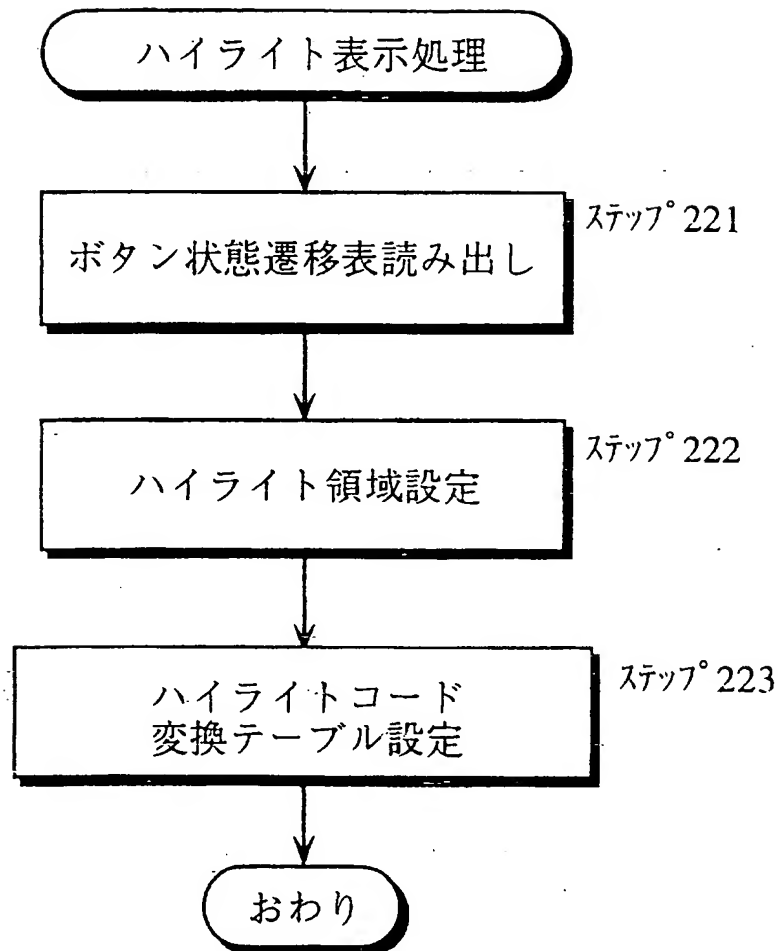 ハイライト表示処理
ステップ221
ボタン状態遷移表読み出し
ステップ222
ハイライト領域設定
ステップ223
ハイライトコード
変換テーブル設定
おわり